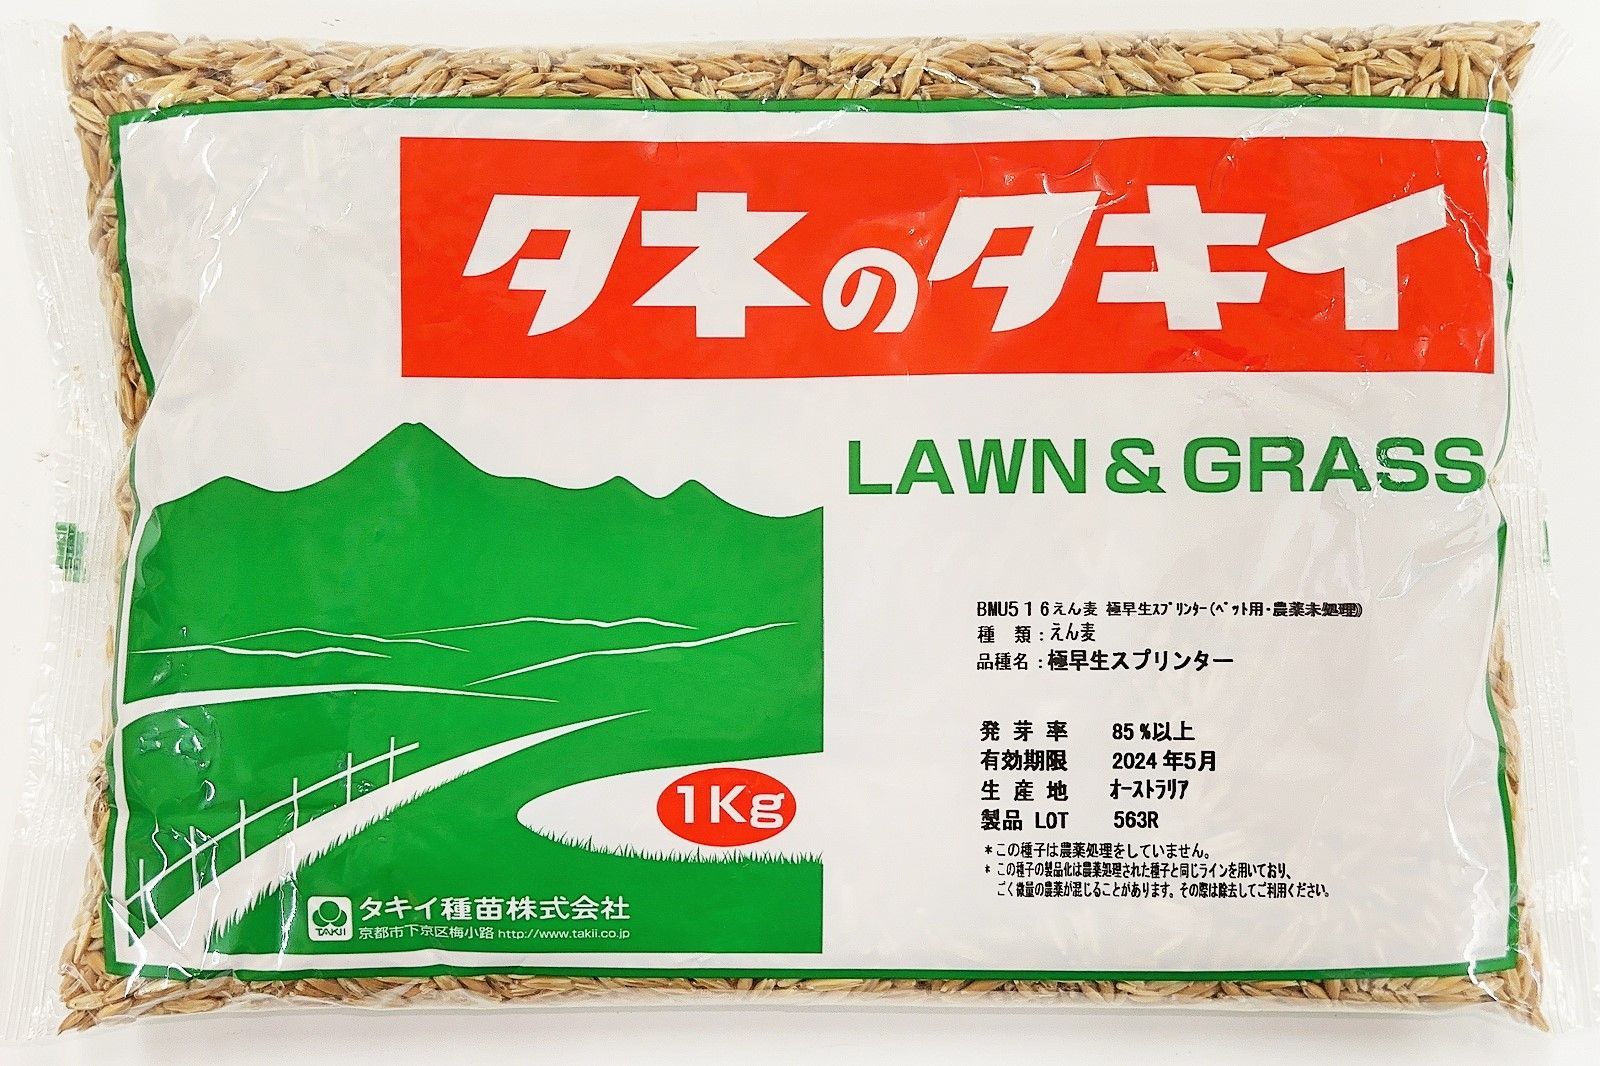 タネのタキイ
LAWN & GRASS
BMU516えん麦 極早生ｽﾌﾟﾘﾝﾀｰ(ﾍﾟｯﾄ用・農薬未処理)
種 類：えん麦
品種名：極早生スプリンター
発芽率 85%以上
有効期限 2024年5月
生産地 ｵｰｽﾄﾗﾘｱ
製品 LOT 563R
＊この種子は農薬処理をしていません。
＊この種子の製品化は農薬処理された種子と同じラインを用いており、
ごく微量の農薬が混じることがあります。その際は除去してご利用ください。
1Kg
TAKII
タキイ種苗株式会社
京都市下京区梅小路 http://www.takii.co.jp